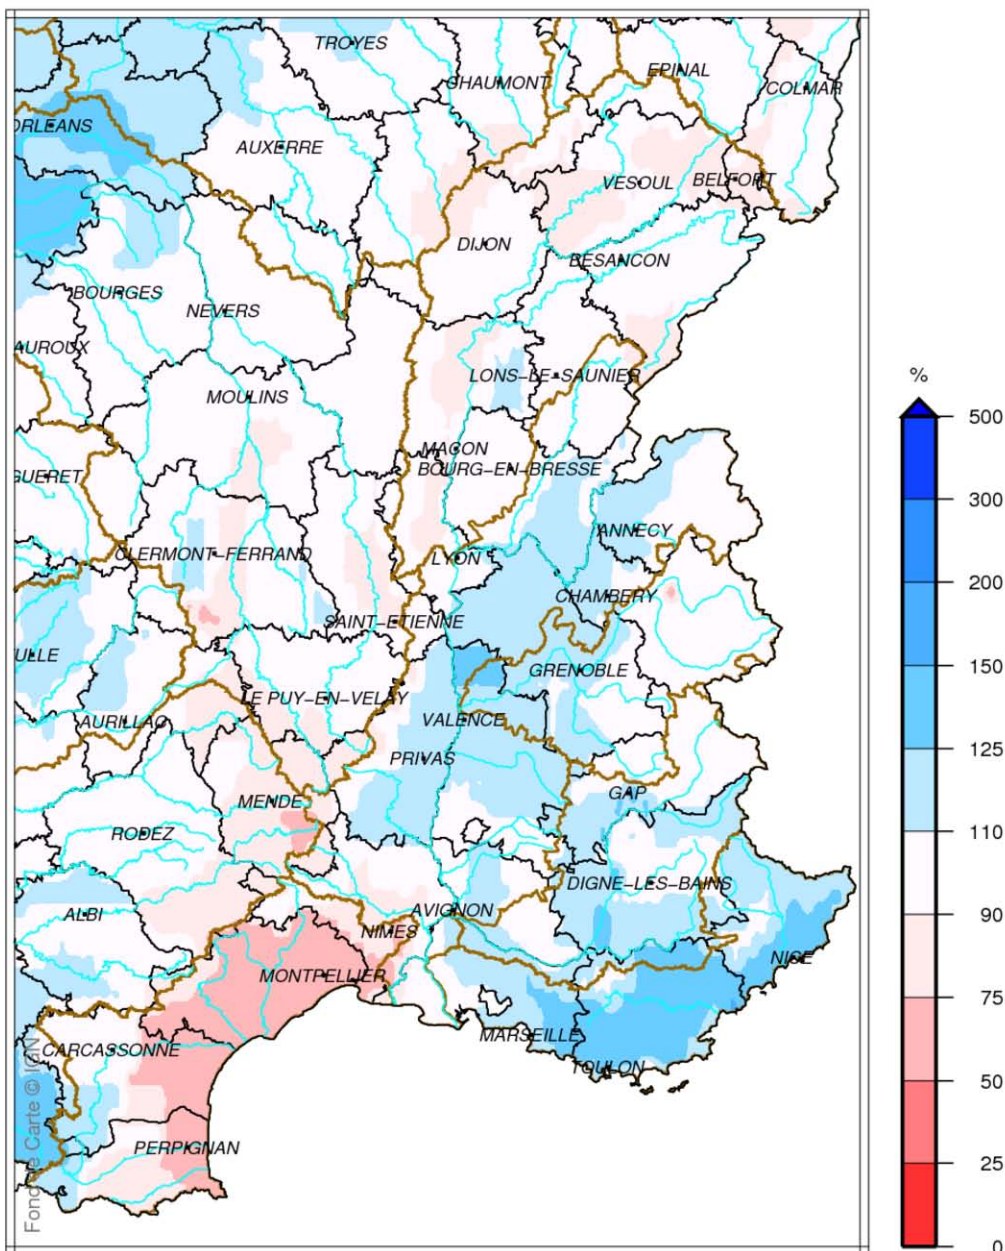 TROYES
CHAUMONT
EPINAL
COLMAR
ORLEANS
AUXERRE
VESOUL
BELFORT
DIJON
BESANCON
BOURGES
NEVERS
AUROUX
LONS-LE-SAUNIER
MOULINS
MACON
BOURG-EN-BRESSE
GUERET
ANNECY
CLERMONT-FERRAND
LYON
CHAMBERY
SAINT-ETIENNE
ULLE
GRENOBLE
LE PUY-EN-VELAY
AURILLAC
VALENCE
PRIVAS
GAP
MENDE
RODEZ
DIGNE-LES-BAINS
ALBI
AVIGNON
NIMES
NICE
MONTPELLIER
MARSEILLE
CARCASSONNE
TOULON
PERPIGNAN
Fond de Carte © IGN
%
500
300
200
150
125
110
90
75
50
25
0